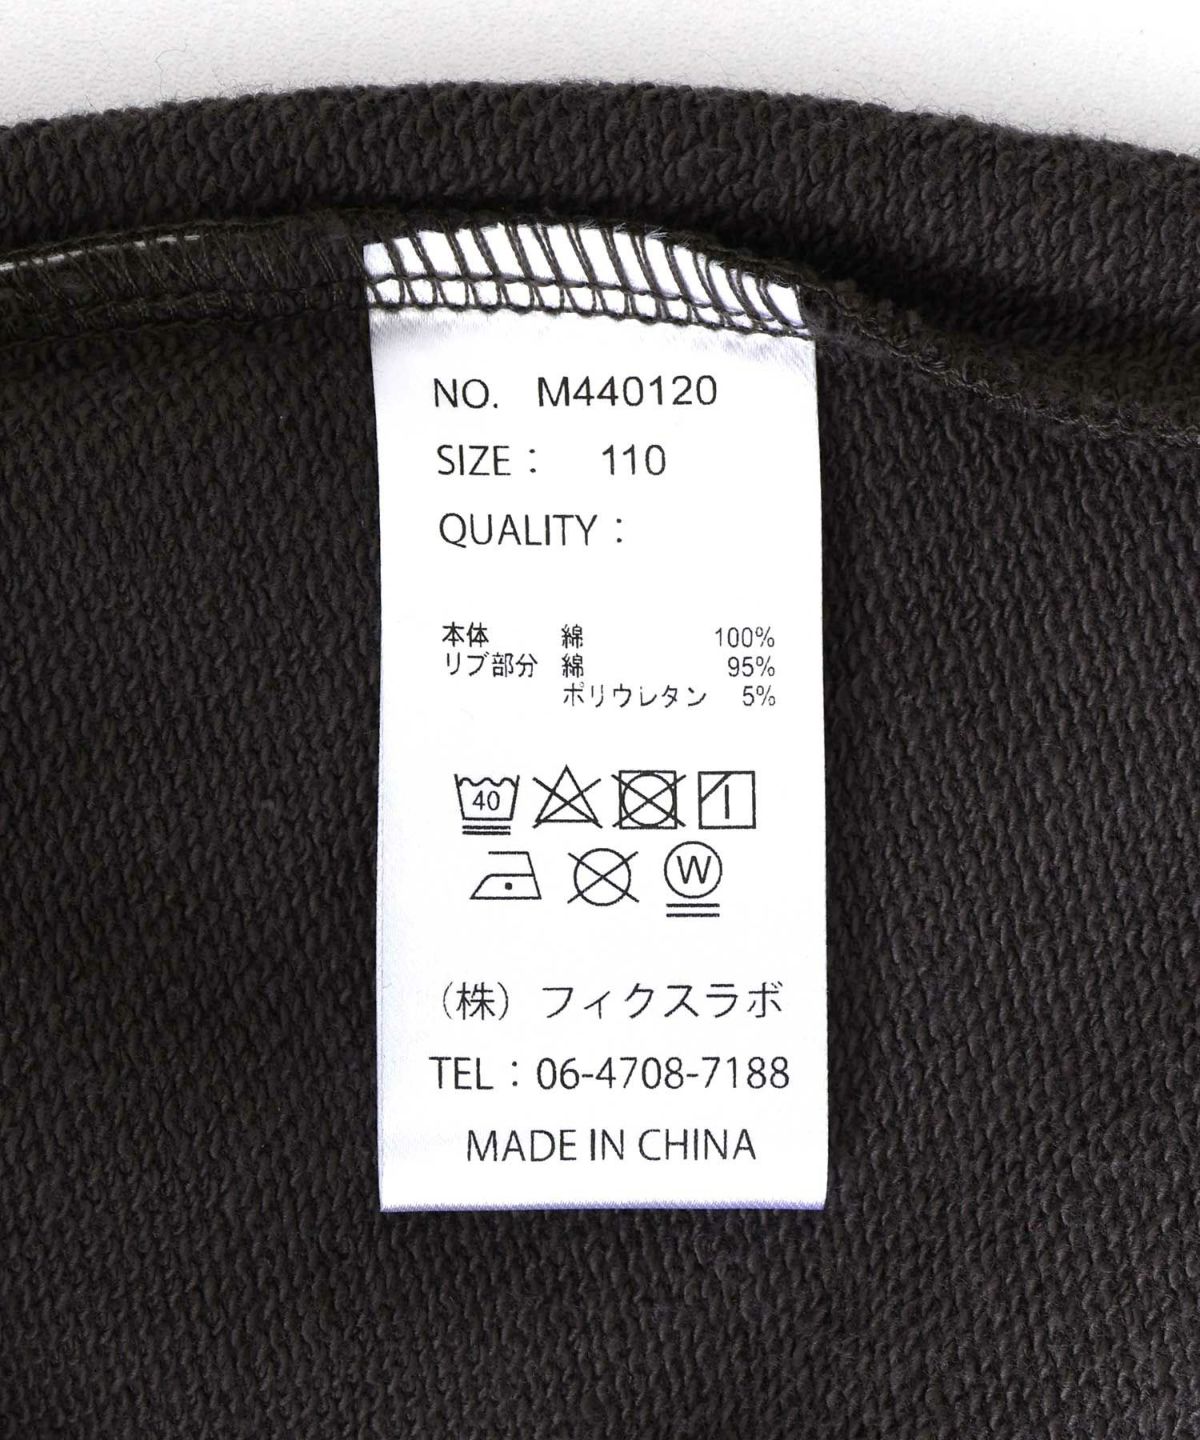 NO. M440120
SIZE： 110
QUALITY：
本体 綿 100%
リブ部分 綿 95%
ポリウレタン 5%
40
W
（株）フィクスラボ
TEL：06-4708-7188
MADE IN CHINA